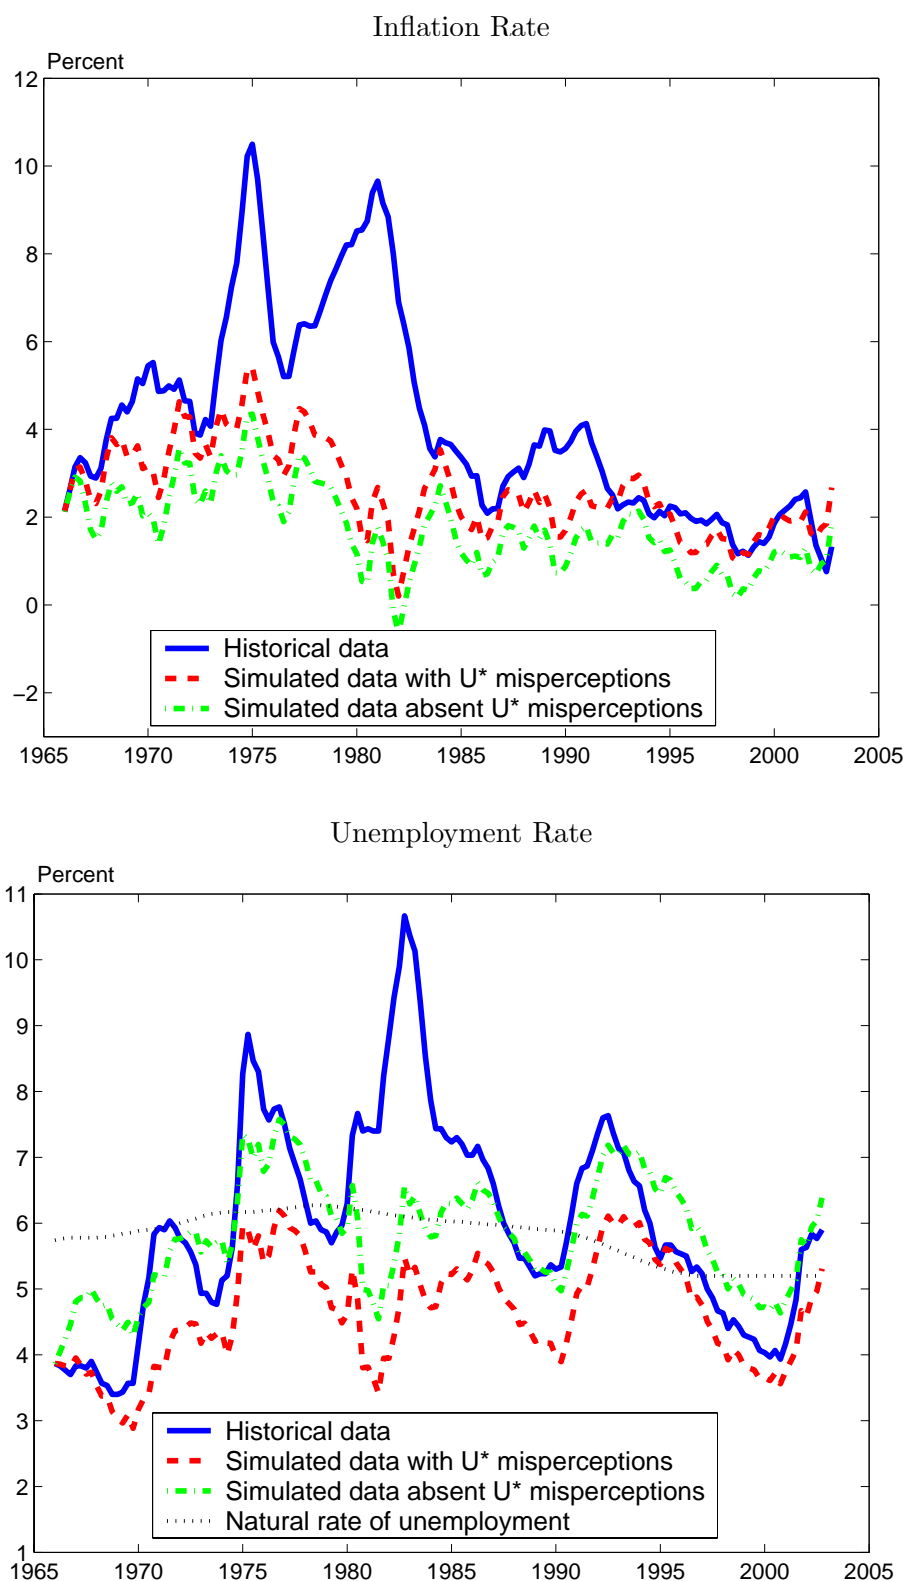 Inflation Rate
Percent
12
10
8
6
4
2
0
−2
Historical data
Simulated data with U* misperceptions
Simulated data absent U* misperceptions
1965 1970 1975 1980 1985 1990 1995 2000 2005
Unemployment Rate
Percent
11
10
9
8
7
6
5
4
3
2
1
Historical data
Simulated data with U* misperceptions
Simulated data absent U* misperceptions
Natural rate of unemployment
1965 1970 1975 1980 1985 1990 1995 2000 2005